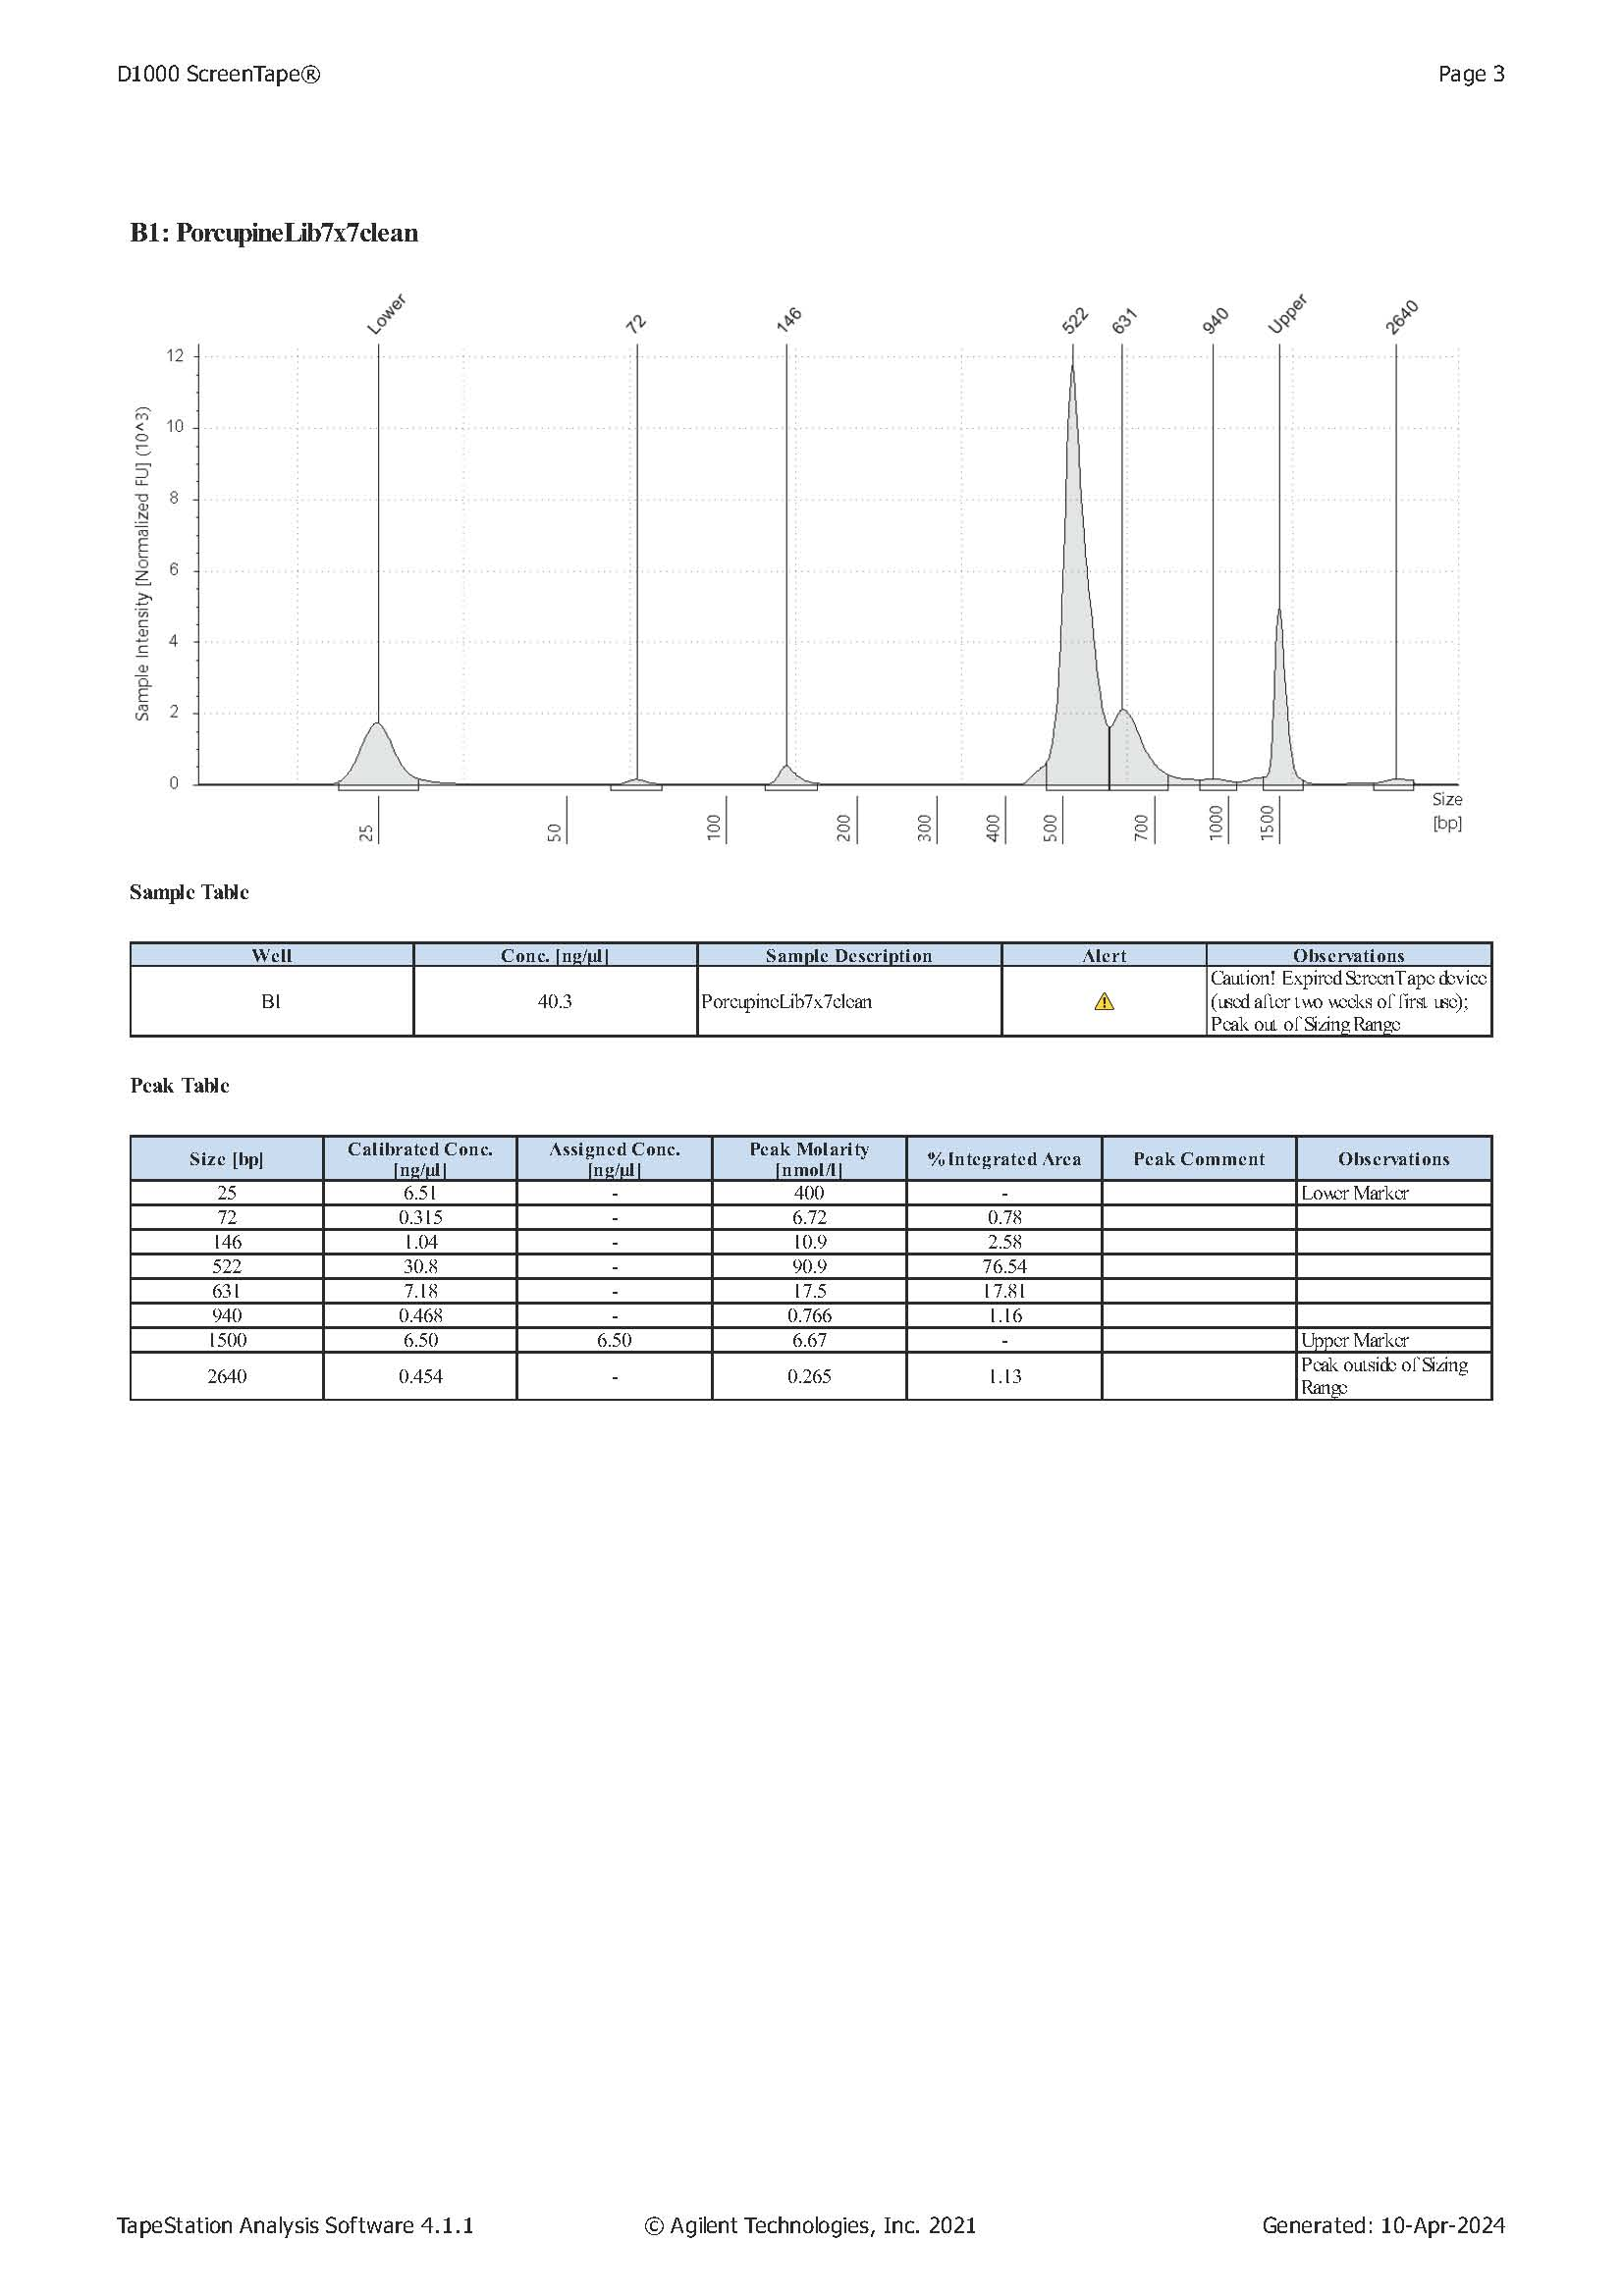 D1000 ScreenTape® Page 3
B1: PorcupineLib7x7clean
Lower 72 146 522 631 940 Upper 2640
Sample Intensity [Normalized FU] (10^3)
12
10
8
6
4
2
0
25 50 100 200 300 400 500 700 1000 1500
Size
[bp]
Sample Table
Well Conc. [ng/µl] Sample Description Alert Observations
B1 40.3 PorcupineLib7x7clean Caution! Expired ScreenTape device
(used after two weeks of first use);
Peak out of Sizing Range
Peak Table
Size [bp] Calibrated Conc. [ng/µl] Assigned Conc. [ng/µl] Peak Molarity [nmol/l] % Integrated Area Peak Comment Observations
25 6.51 - 400 - Lower Marker
72 0.315 - 6.72 0.78
146 1.04 - 10.9 2.58
522 30.8 - 90.9 76.54
631 7.18 - 17.5 17.81
940 0.468 - 0.766 1.16
1500 6.50 6.50 6.67 - Upper Marker
2640 0.454 - 0.265 1.13 Peak outside of Sizing
Range
TapeStation Analysis Software 4.1.1 © Agilent Technologies, Inc. 2021 Generated: 10-Apr-2024